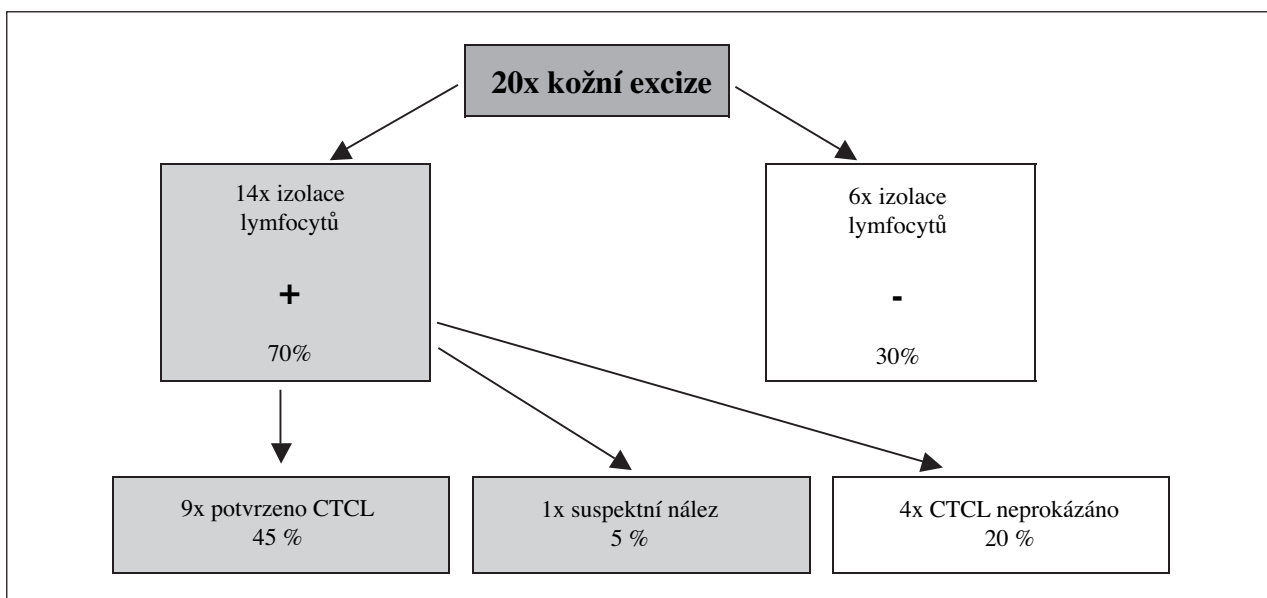 20x kožní excize
14x izolace
lymfocytů
+
70%
6x izolace
lymfocytů
-
30%
9x potvrzeno CTCL
45 %
1x suspektní nález
5 %
4x CTCL neprokázáno
20 %